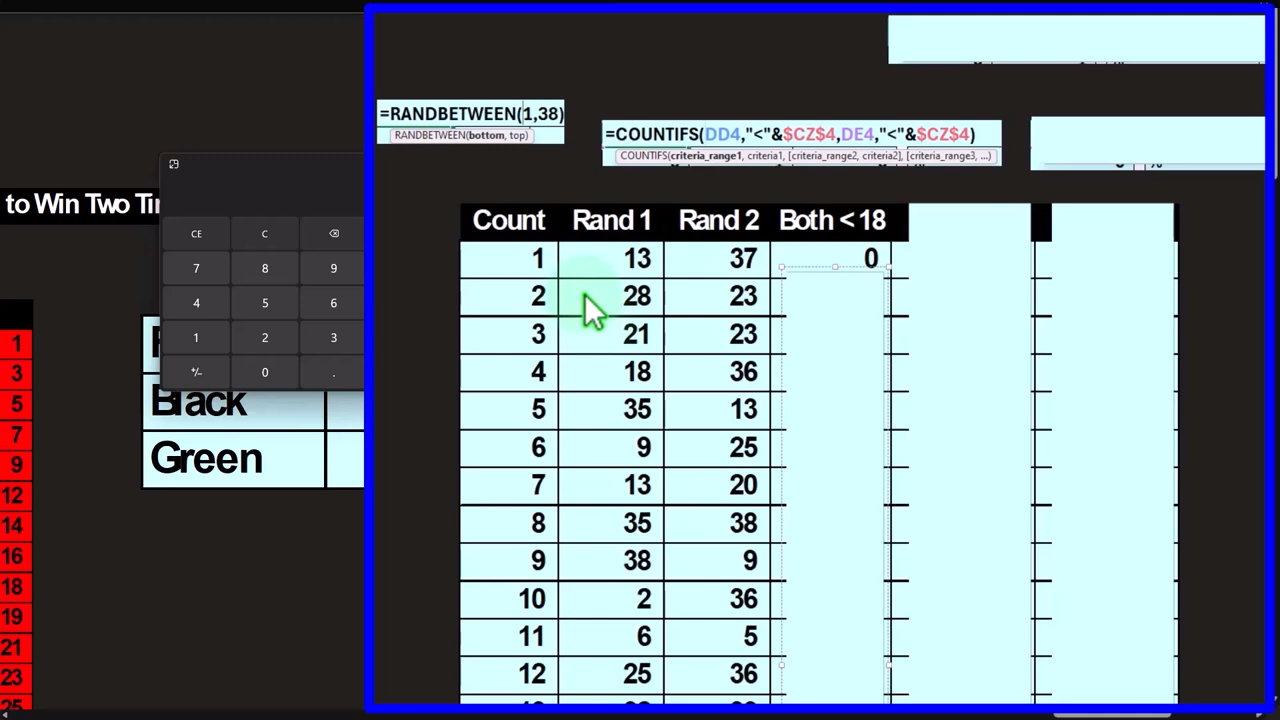 =RANDBETWEEN(1,38)
RANDBETWEEN(bottom, top)
=COUNTIFS(DD4,"<"&$CZ$4,DE4,"<"&$CZ$4)
COUNTIFS(criteria_range1, criteria1, [criteria_range2, criteria2], [criteria_range3, ...)
to Win Two
CE C
7 8 9
4 5 6
1 2 3
+/- 0 .
1
3
5
7
9
12
14
16
18
19
21
23
25
Black
Green
Count Rand 1 Rand 2 Both < 18
1 13 37 0
2 28 23
3 21 23
4 18 36
5 35 13
6 9 25
7 13 20
8 35 38
9 38 9
10 2 36
11 6 5
12 25 36